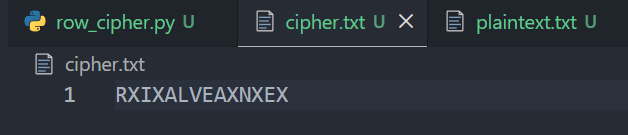 row_cipher.py U cipher.txt U plaintext.txt U
cipher.txt
1 RXIXALVEAXNXEX